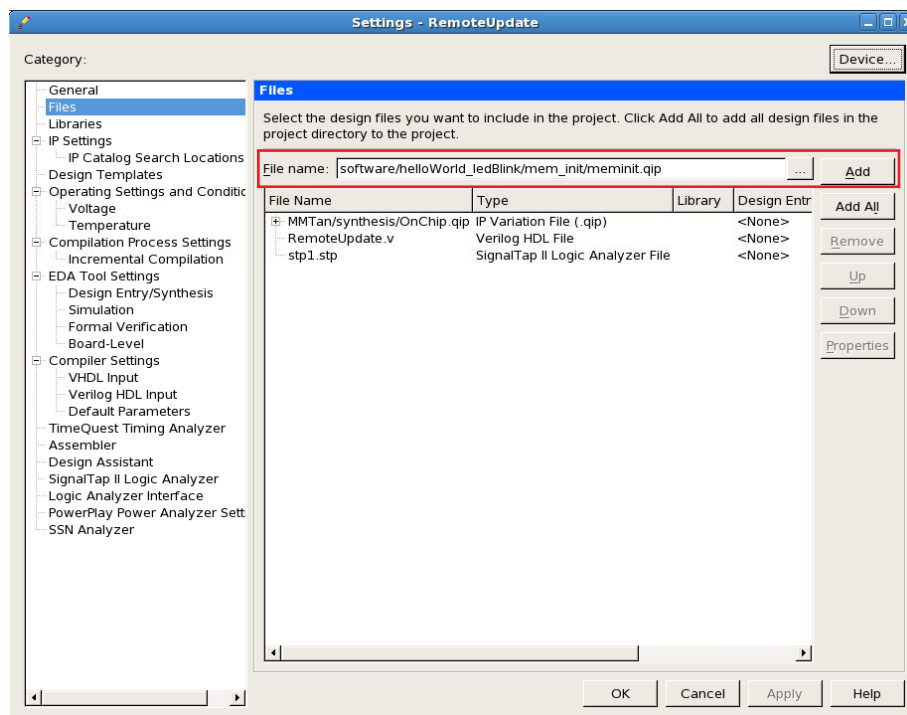 Settings - RemoteUpdate
Category:
Device...
General
Files
Libraries
IP Settings
IP Catalog Search Locations
Design Templates
Operating Settings and Conditic
Voltage
Temperature
Compilation Process Settings
Incremental Compilation
EDA Tool Settings
Design Entry/Synthesis
Simulation
Formal Verification
Board-Level
Compiler Settings
VHDL Input
Verilog HDL Input
Default Parameters
TimeQuest Timing Analyzer
Assembler
Design Assistant
SignalTap II Logic Analyzer
Logic Analyzer Interface
PowerPlay Power Analyzer Sett
SSN Analyzer
Files
Select the design files you want to include in the project. Click Add All to add all design files in the
project directory to the project.
File name: software/helloWorld_ledBlink/mem_init/meminit.qip ... Add
File Name Type Library Design Entr
MMTan/synthesis/OnChip.qip IP Variation File (.qip) <None>
RemoteUpdate.v Verilog HDL File <None>
stp1.stp SignalTap II Logic Analyzer File <None>
Add All
Remove
Up
Down
Properties
OK Cancel Apply Help